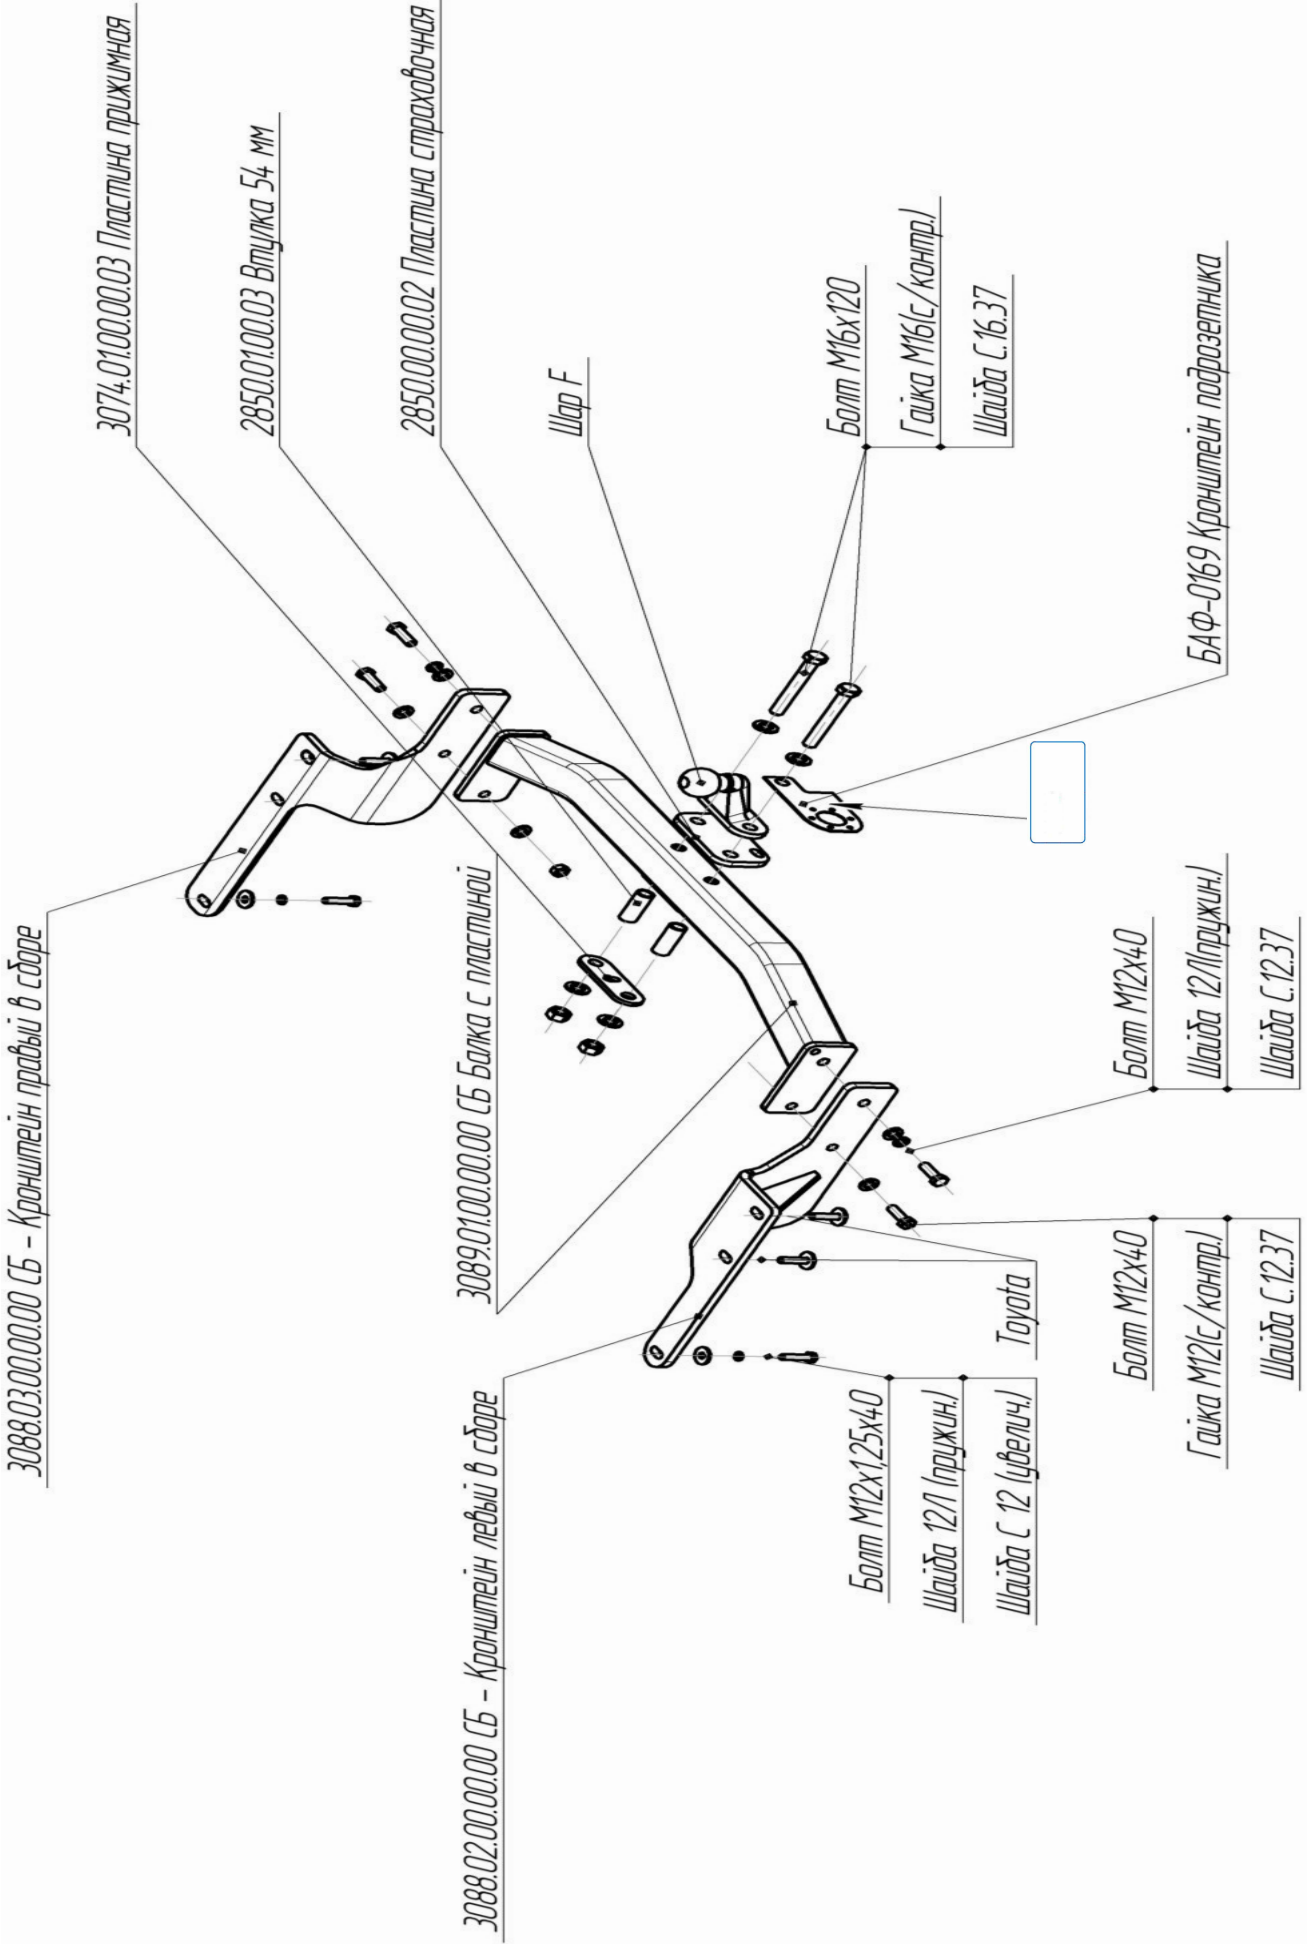 3088.03.00.00.00 СБ - Кронштейн правый в сборе
3074.01.00.00.03 Пластина прижимная
2850.01.00.03 Втулка 54 мм
2850.00.00.02 Пластина страховочная
Шар F
Болт М16х120
Гайка М16(с/контр.)
Шайба С.16.37
БАФ-0169 Кронштейн подрозетника
3089.01.00.00.00 СБ Балка с пластиной
3088.02.00.00.00 СБ - Кронштейн левый в сборе
Болт М12х1,25х40
Шайба 12Л (пружин.)
Шайба С 12 (увелич.)
Toyota
Болт М12х40
Шайба 12Л(пружин.)
Шайба С.12.37
Болт М12х40
Гайка М12(с/контр.)
Шайба С.12.37